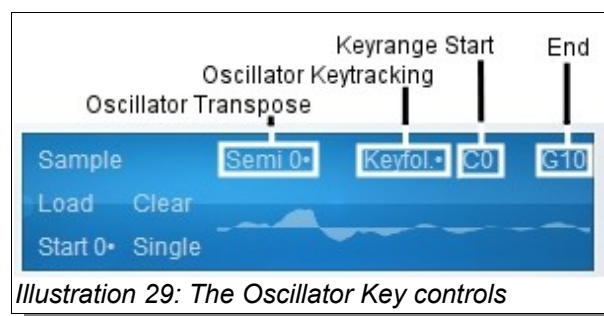 Keyrange Start End
Oscillator Keytracking
Oscillator Transpose
Sample Semi 0• Keyfol.• C0 G10
Load Clear
Start 0• Single
Illustration 29: The Oscillator Key controls